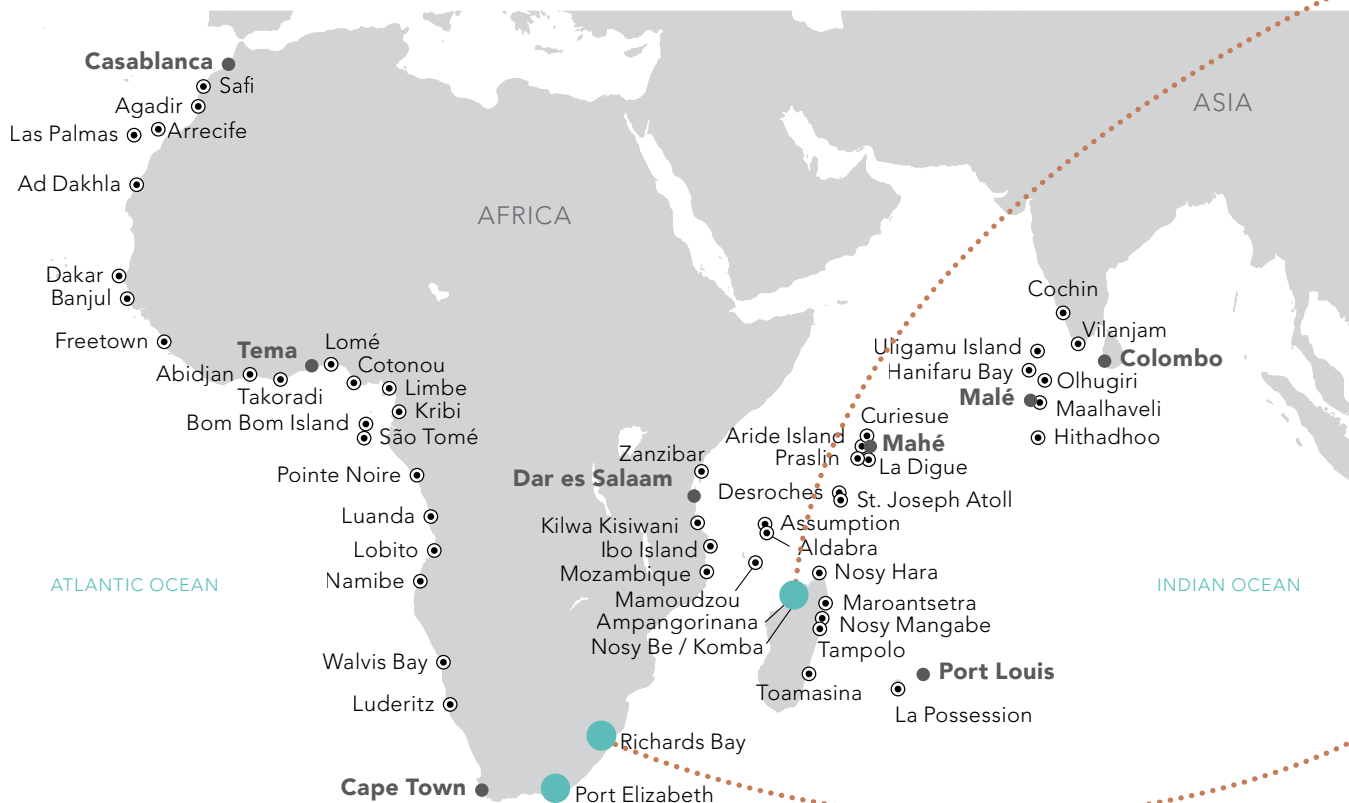 Casablanca
Safi
Agadir
Las Palmas
Arrecife
ASIA
Ad Dakhla
AFRICA
Dakar
Banjul
Cochin
Freetown
Vilanjam
Tema
Lomé
Uligamu Island
Colombo
Abidjan
Cotonou
Hanifaru Bay
Olhugiri
Takoradi
Limbe
Malé
Maalhaveli
Kribi
Bom Bom Island
Curiesue
São Tomé
Aride Island
Mahé
Hithadhoo
Zanzibar
Praslin
La Digue
Pointe Noire
Dar es Salaam
Desroches
St. Joseph Atoll
Luanda
Kilwa Kisiwani
Assumption
Lobito
Ibo Island
Aldabra
Namibe
Mozambique
Nosy Hara
ATLANTIC OCEAN
INDIAN OCEAN
Mamoudzou
Maroantsetra
Ampangorinana
Nosy Mangabe
Nosy Be / Komba
Tampolo
Walvis Bay
Port Louis
Toamasina
Luderitz
La Possession
Richards Bay
Cape Town
Port Elizabeth